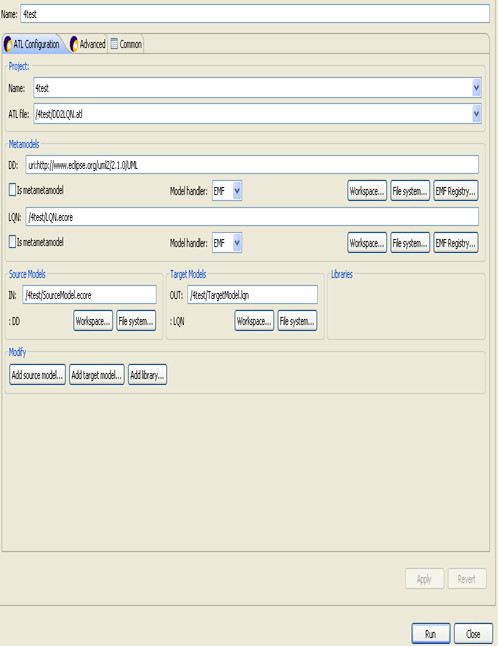 Name: 4test
ATL Configuration Advanced Common
Project:
Name: 4test
ATL file: /4test/DD2LQN.atl
Metamodels
DD: uri:http://www.eclipse.org/uml2/2.1.0/UML
Is metametamodel Model handler: EMF Workspace... File system... EMF Registry...
LQN: /4test/LQN.ecore
Is metametamodel Model handler: EMF Workspace... File system... EMF Registry...
Source Models Target Models Libraries
IN: /4test/SourceModel.ecore OUT: /4test/TargetModel.lqn
: DD Workspace... File system... : LQN Workspace... File system...
Modify
Add source model... Add target model... Add library...
Apply Revert
Run Close